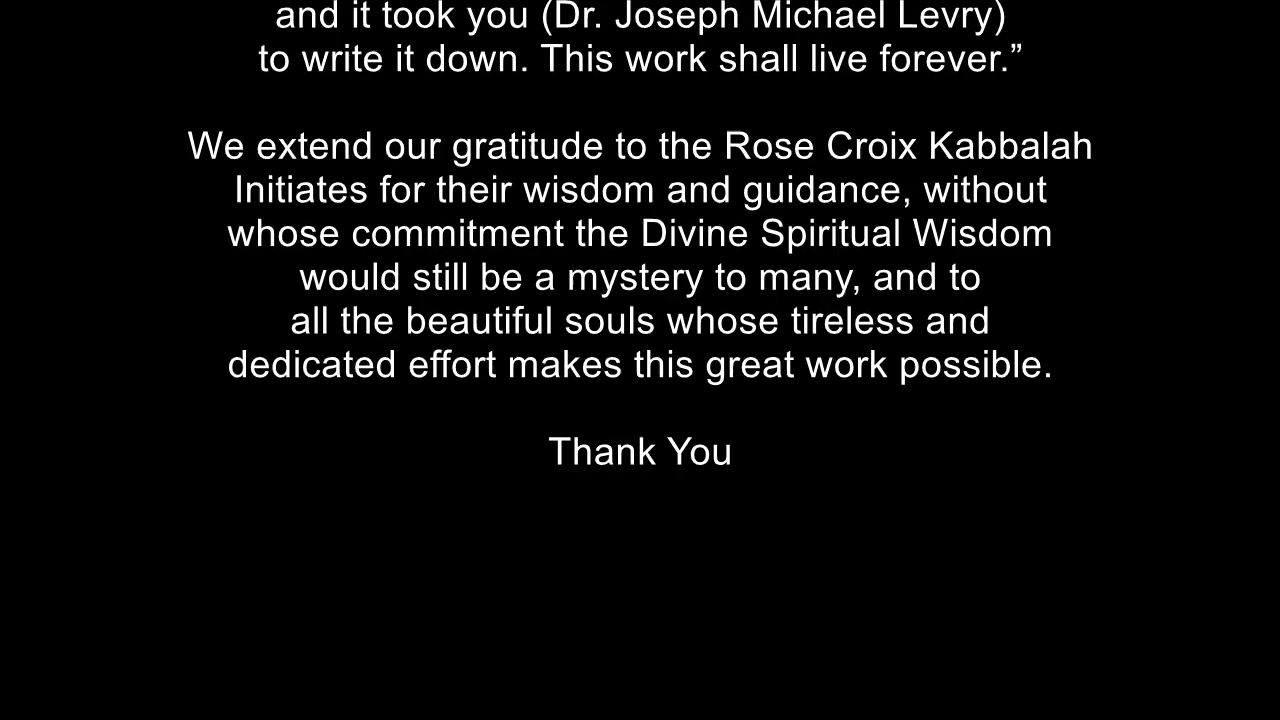 and it took you (Dr. Joseph Michael Levry)
to write it down. This work shall live forever.”
We extend our gratitude to the Rose Croix Kabbalah
Initiates for their wisdom and guidance, without
whose commitment the Divine Spiritual Wisdom
would still be a mystery to many, and to
all the beautiful souls whose tireless and
dedicated effort makes this great work possible.
Thank You